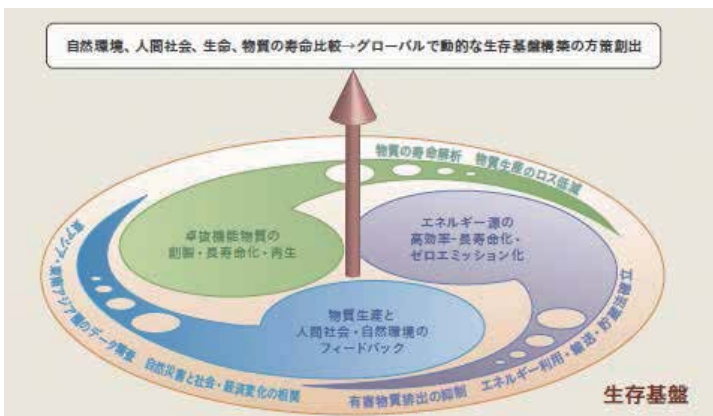 自然環境、人間社会、生命、物質の寿命比較→グローバルで動的な生存基盤構築の方策創出
物質の寿命解析　物質生産のロス低減
卓抜機能物質の
創製・長寿命化・再生
エネルギー源の
高効率-長寿命化・
ゼロエミッション化
物質生産と
人間社会・自然環境の
フィードバック
東アジア・東南アジア圏のデータ調査　自然災害と社会・経済変化の相関
有害物質排出の抑制　エネルギー利用・輸送・貯蔵法確立
生存基盤